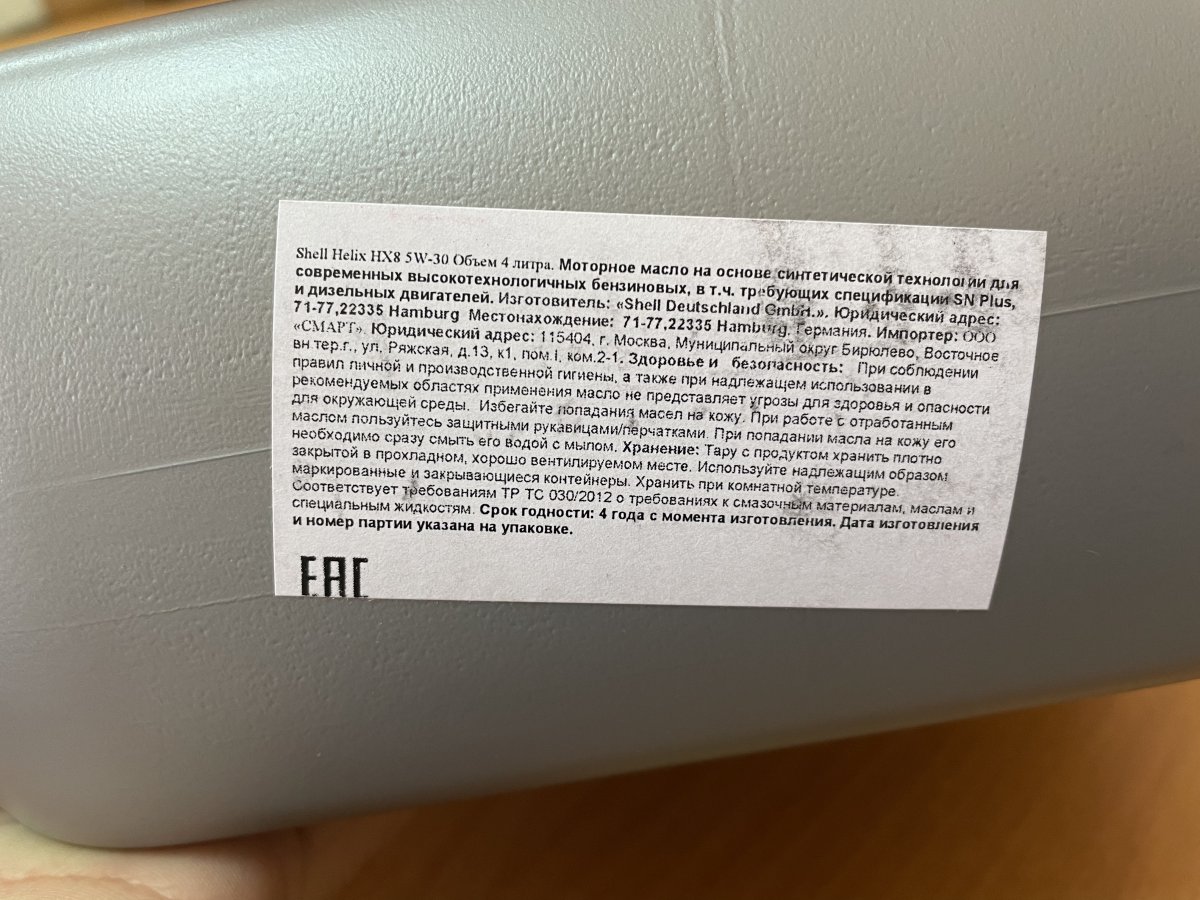 Shell Helix HX8 5W-30 Объем 4 литра. Моторное масло на основе синтетической технологии для
современных высокотехнологичных бензиновых, в т.ч. требующих спецификации SN Plus,
и дизельных двигателей. Изготовитель: «Shell Deutschland GmbH.». Юридический адрес:
71-77,22335 Hamburg Местонахождение: 71-77,22335 Hamburg, Германия. Импортер: ООО
«СМАРТ». Юридический адрес: 115404, г. Москва, Муниципальный округ Бирюлево, Восточное
вн.тер.г., ул. Ряжская, д.13, к1, пом.I, ком.2-1. Здоровье и безопасность: При соблюдении
правил личной и производственной гигиены, а также при надлежащем использовании в
рекомендуемых областях применения масло не представляет угрозы для здоровья и опасности
для окружающей среды. Избегайте попадания масел на кожу. При работе с отработанным
маслом пользуйтесь защитными рукавицами/перчатками. При попадании масла на кожу его
необходимо сразу смыть его водой с мылом. Хранение: Тару с продуктом хранить плотно
закрытой в прохладном, хорошо вентилируемом месте. Используйте надлежащим образом
маркированные и закрывающиеся контейнеры. Хранить при комнатной температуре.
Соответствует требованиям ТР ТС 030/2012 о требованиях к смазочным материалам, маслам и
специальным жидкостям. Срок годности: 4 года с момента изготовления. Дата изготовления
и номер партии указана на упаковке.
EAC